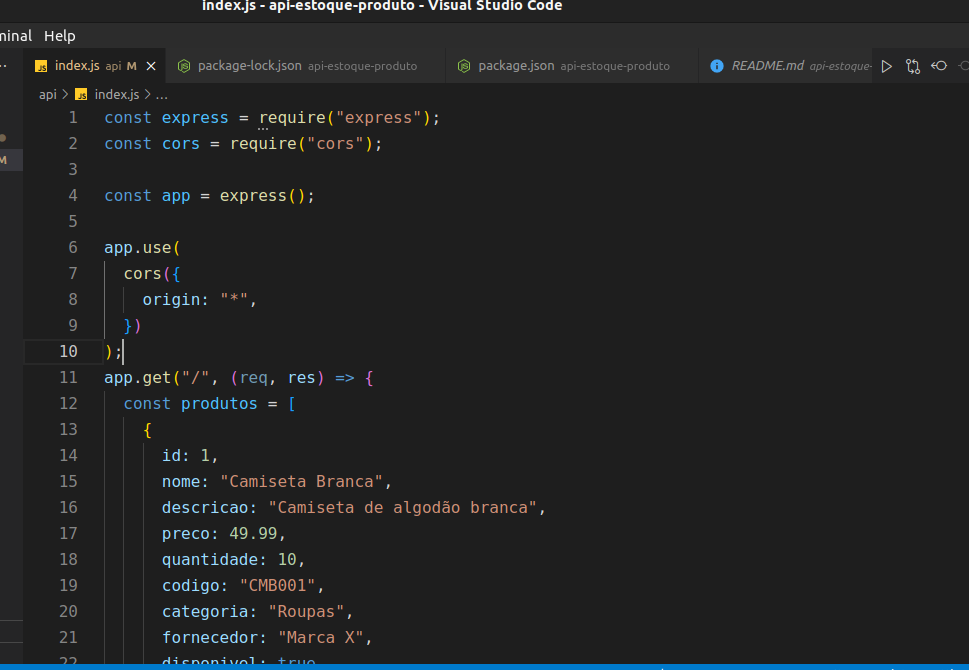 index.js - api-estoque-produto - Visual Studio Code
minal Help
index.js api M package-lock.json api-estoque-produto package.json api-estoque-produto README.md api-estoque-
api > index.js > ...
M
1 const express = require("express");
2 const cors = require("cors");
3
4 const app = express();
5
6 app.use(
7 cors({
8 origin: "*",
9 })
10 );
11 app.get("/", (req, res) => {
12 const produtos = [
13 {
14 id: 1,
15 nome: "Camiseta Branca",
16 descricao: "Camiseta de algodão branca",
17 preco: 49.99,
18 quantidade: 10,
19 codigo: "CMB001",
20 categoria: "Roupas",
21 fornecedor: "Marca X",
22 disponivel: true